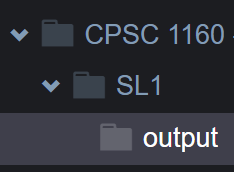 CPSC 1160 -
SL1
output